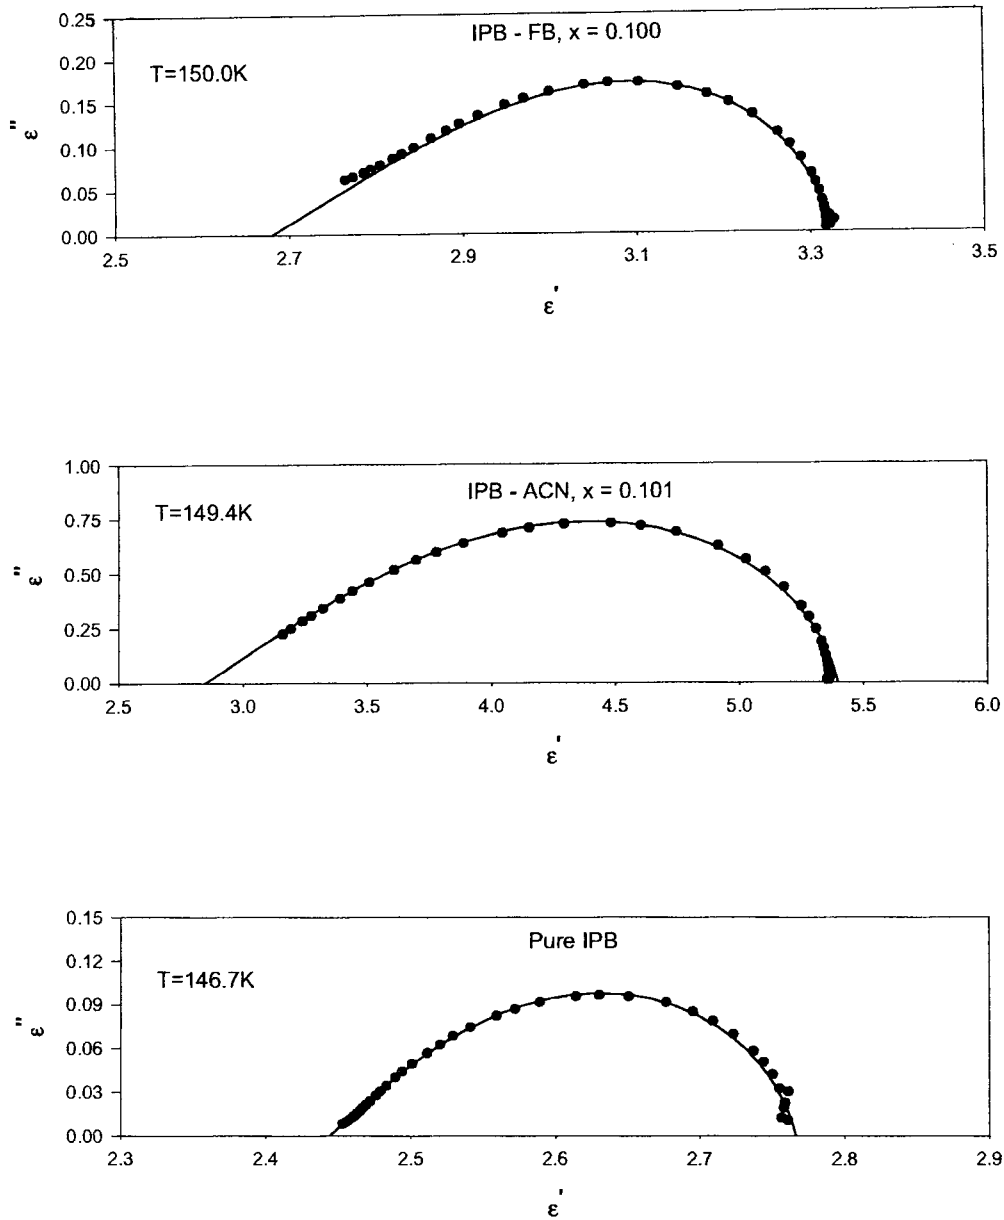 IPB - FB, x = 0.100
T=150.0K
0.25
0.20
0.15
0.10
0.05
0.00
ε''
2.5 2.7 2.9 3.1 3.3 3.5
ε'
IPB - ACN, x = 0.101
T=149.4K
1.00
0.75
0.50
0.25
0.00
ε''
2.5 3.0 3.5 4.0 4.5 5.0 5.5 6.0
ε'
Pure IPB
T=146.7K
0.15
0.12
0.09
0.06
0.03
0.00
ε''
2.3 2.4 2.5 2.6 2.7 2.8 2.9
ε'